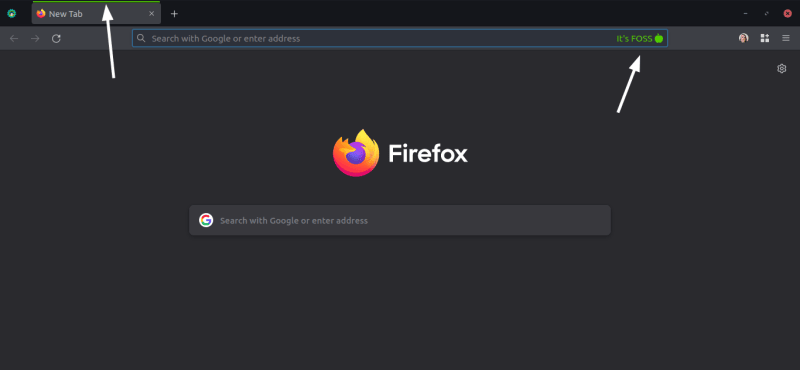 New Tab
Search with Google or enter address
It's FOSS
Firefox
Search with Google or enter address